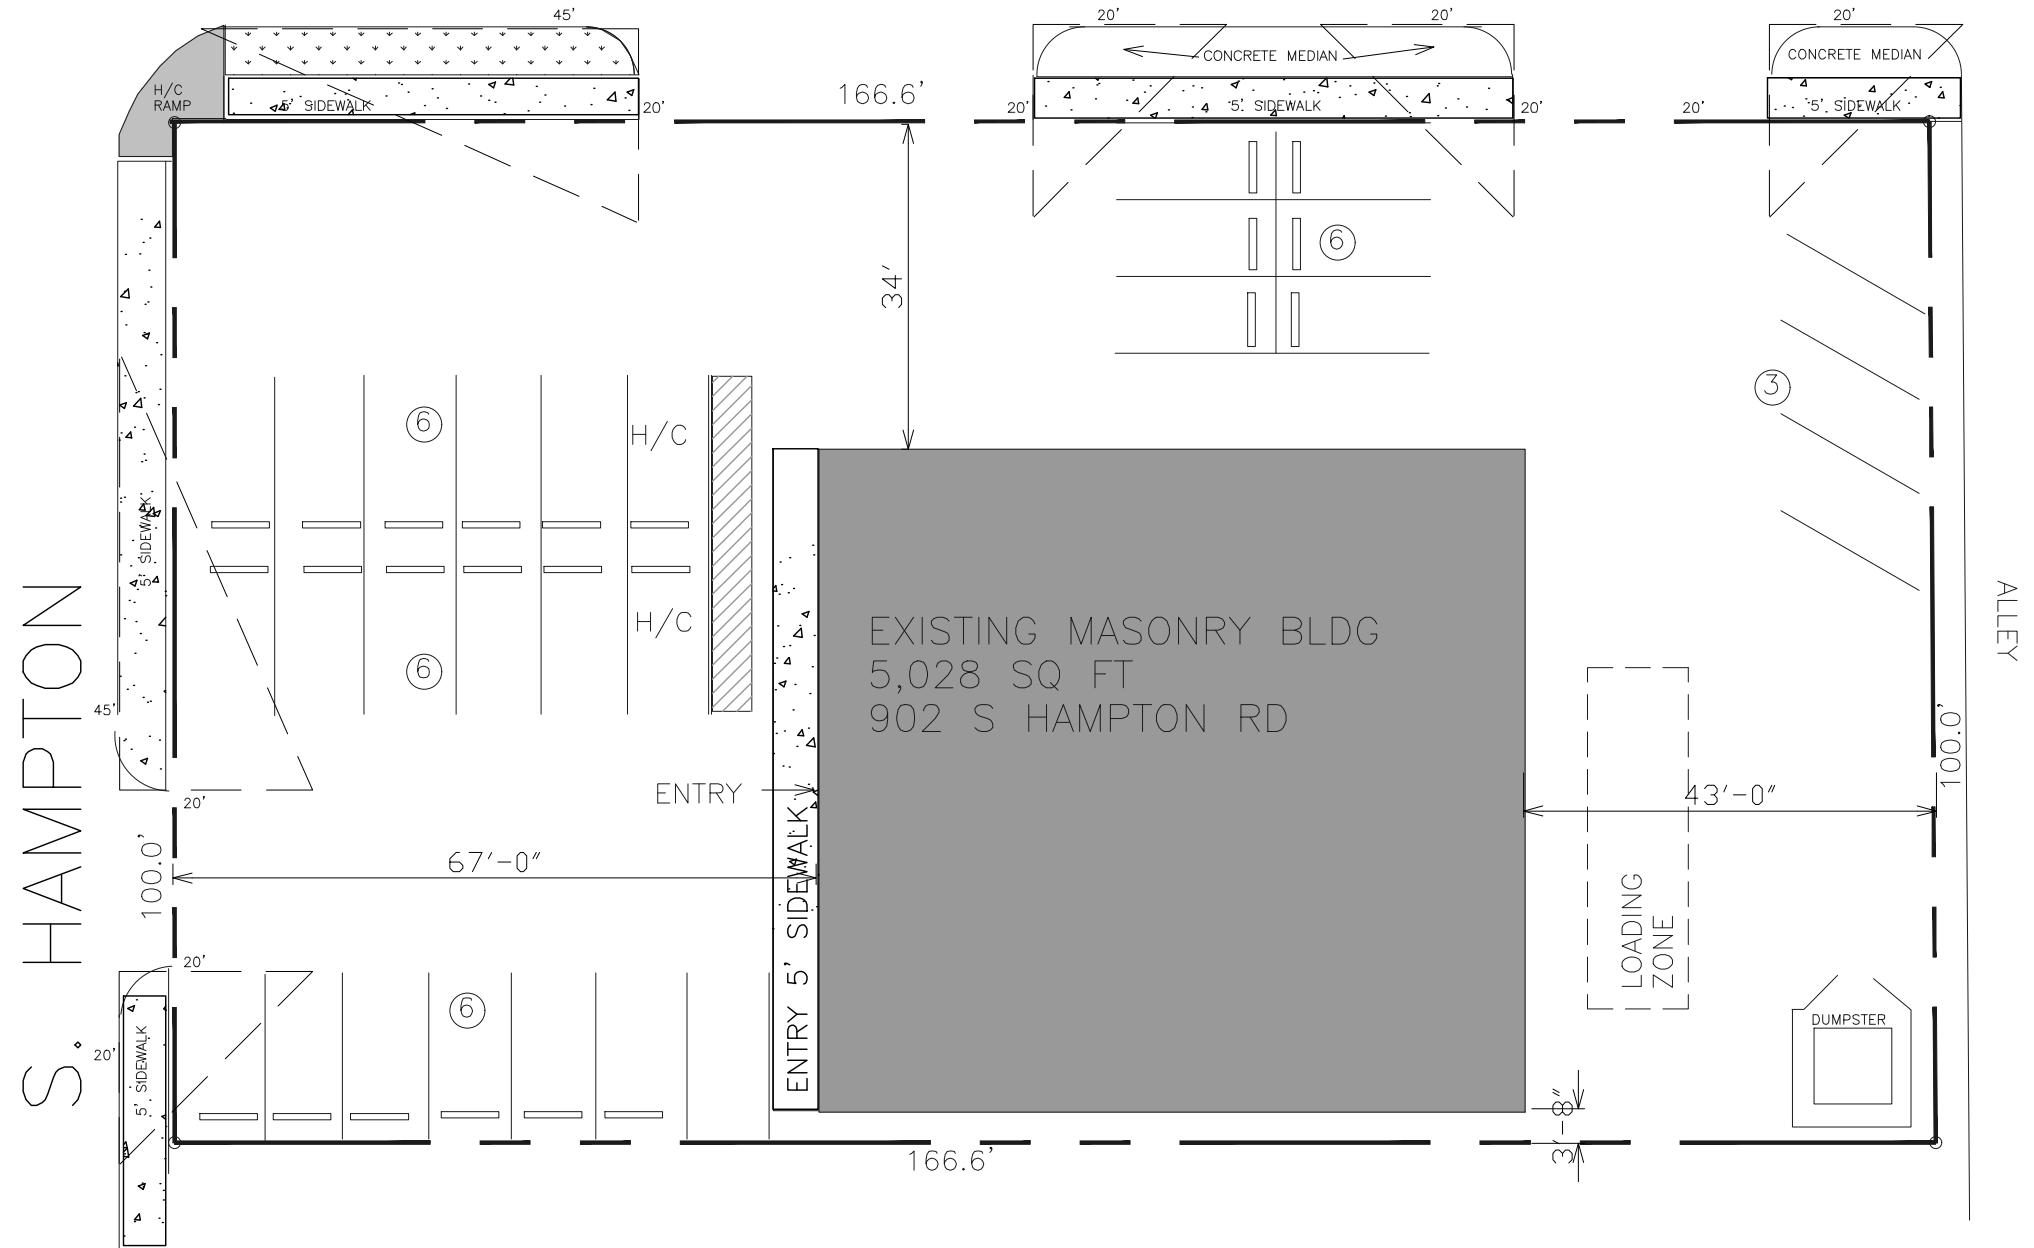 45'
20'
20'
20'
CONCRETE MEDIAN
CONCRETE MEDIAN
H/C
RAMP
5' SIDEWALK
20'
166.6'
20'
5' SIDEWALK
20'
20'
5' SIDEWALK
34'
6
3
6
H/C
5' SIDEWALK
H/C
6
EXISTING MASONRY BLDG
5,028 SQ FT
902 S HAMPTON RD
S. HAMPTON
ALLEY
45'
20'
ENTRY
43'-0"
100.0'
100.0'
67'-0"
ENTRY 5' SIDEWALK
LOADING
ZONE
20'
6
20'
5' SIDEWALK
DUMPSTER
3'-8"
166.6'